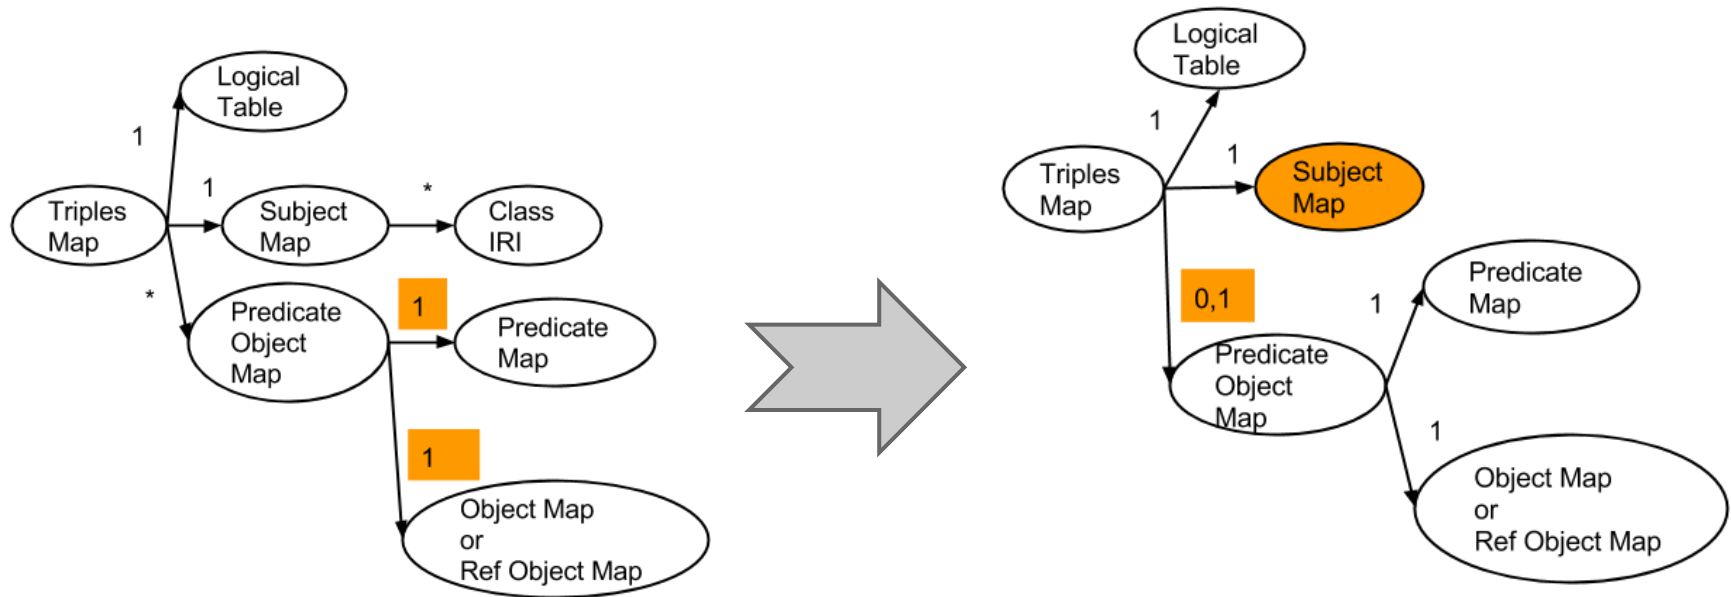 Logical
Table
1
1
*
Triples
Map
Subject
Map
Class
IRI
*
Predicate
Object
Map
1
Predicate
Map
1
Object Map
or
Ref Object Map
Logical
Table
1
1
Triples
Map
Subject
Map
0,1
1
Predicate
Map
Predicate
Object
Map
1
Object Map
or
Ref Object Map